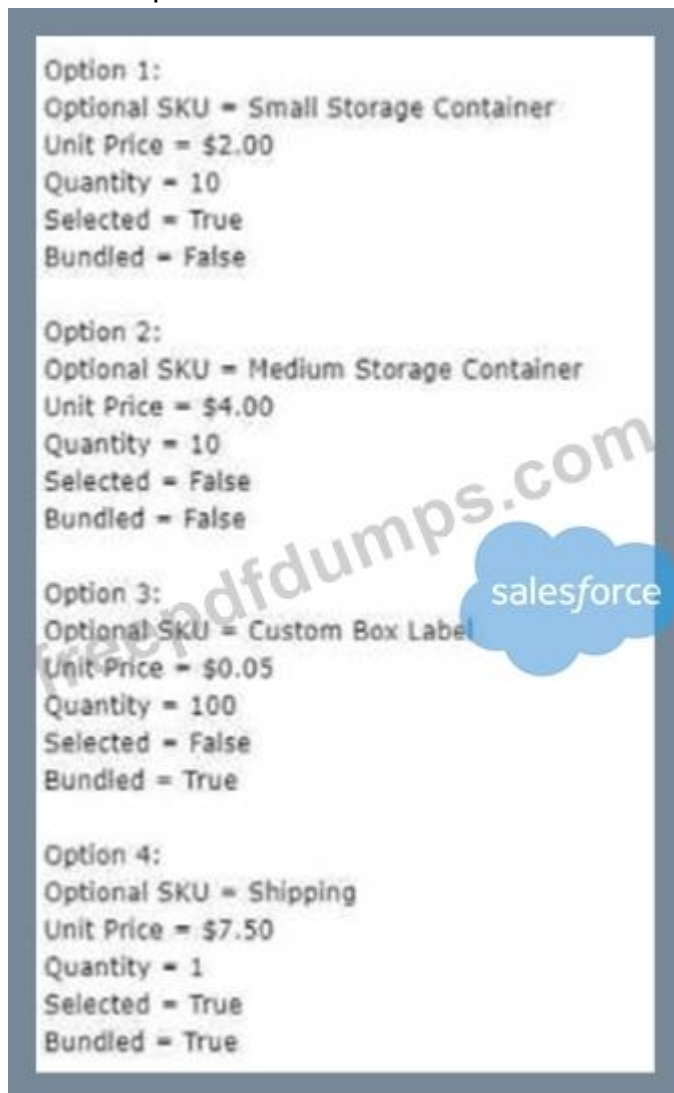 Option 1:
Optional SKU = Small Storage Container
Unit Price = $2.00
Quantity = 10
Selected = True
Bundled = False
Option 2:
Optional SKU = Medium Storage Container
Unit Price = $4.00
Quantity = 10
Selected = False
Bundled = False
Option 3:
Optional SKU = Custom Box Label
Unit Price = $0.05
Quantity = 100
Selected = False
Bundled = True
Option 4:
Optional SKU = Shipping
Unit Price = $7.50
Quantity = 1
Selected = True
Bundled = True
freepdfdumps.com
salesforce